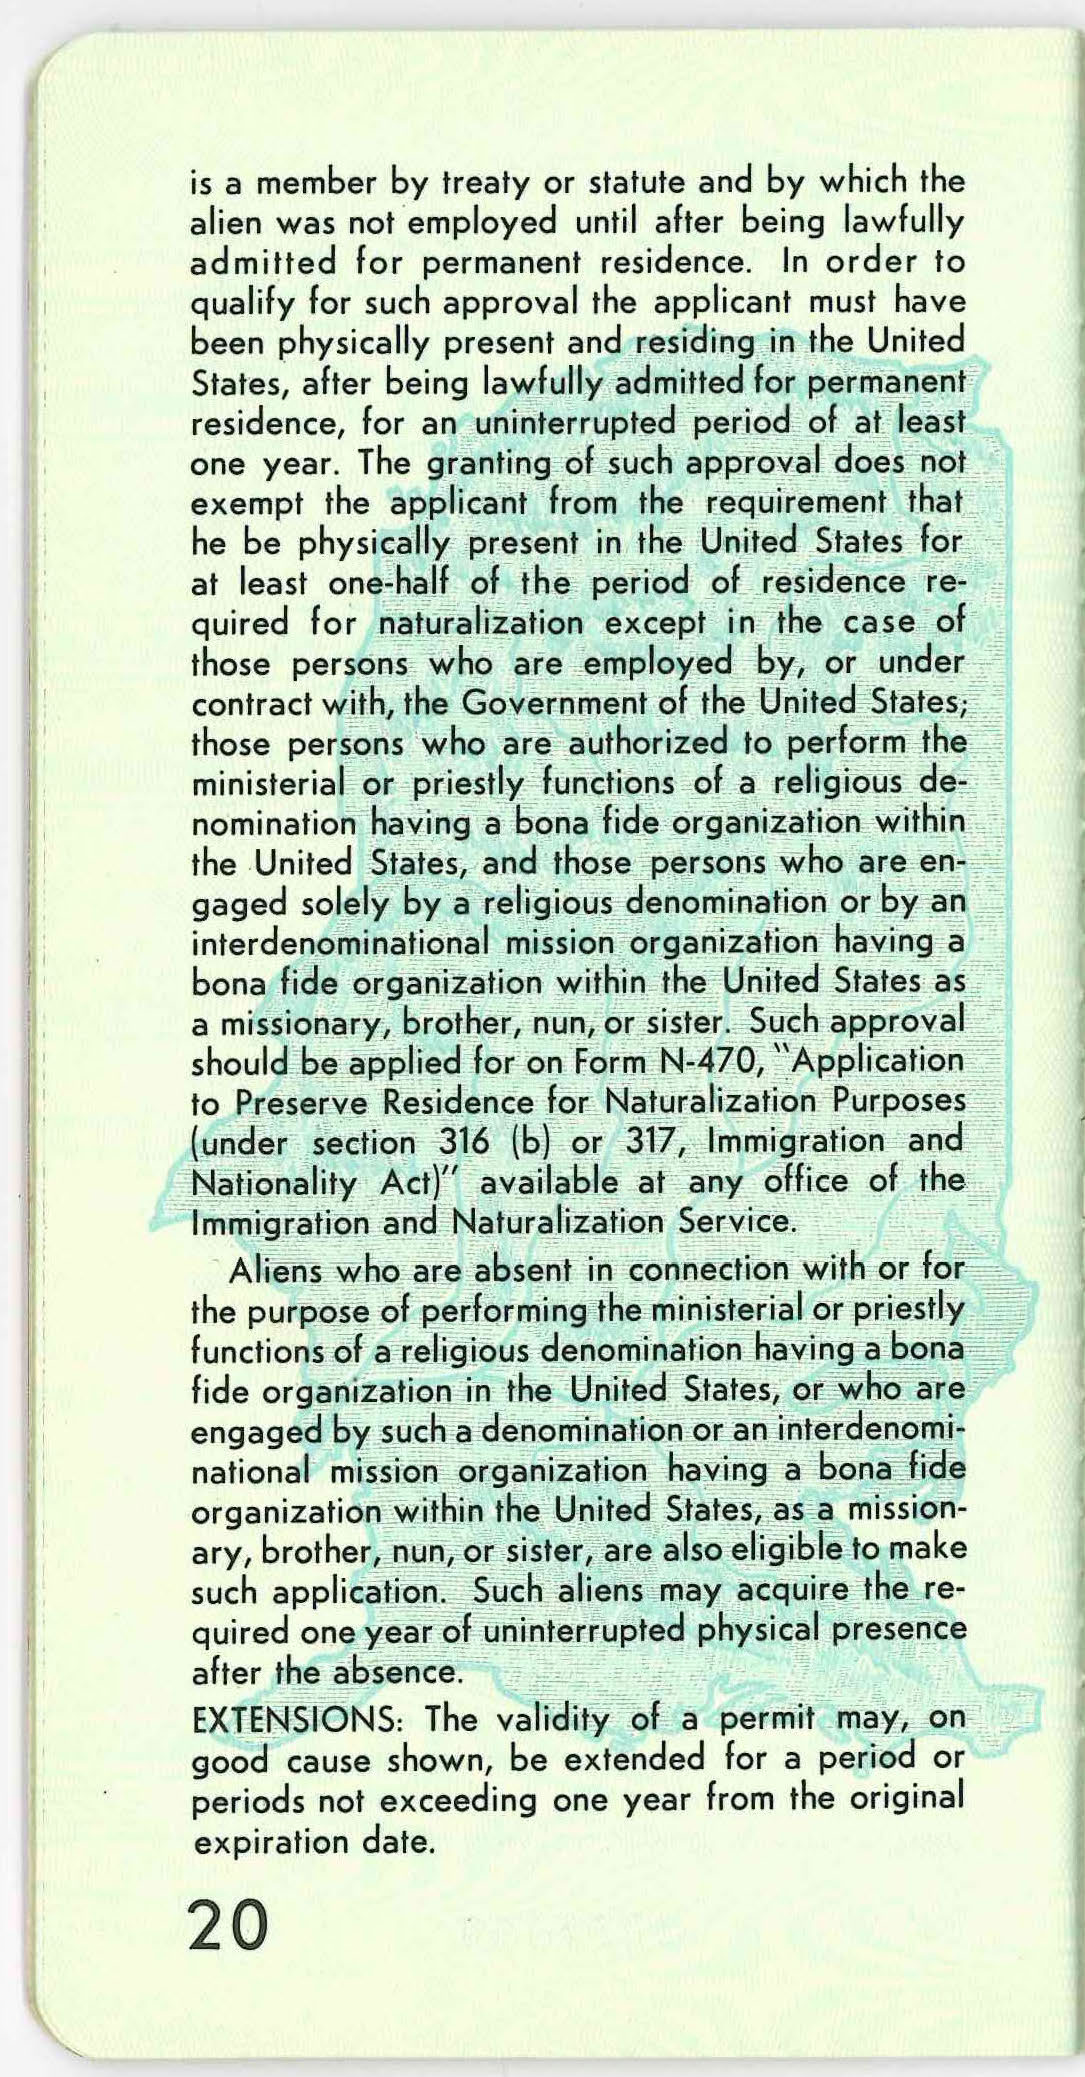 is a member by treaty or statute and by which the
alien was not employed until after being lawfully
admitted for permanent residence. In order to
qualify for such approval the applicant must have
been physically present and residing in the United
States, after being lawfully admitted for permanent
residence, for an uninterrupted period of at least
one year. The granting of such approval does not
exempt the applicant from the requirement that
he be physically present in the United States for
at least one-half of the period of residence re-
quired for naturalization except in the case of
those persons who are employed by, or under
contract with, the Government of the United States;
those persons who are authorized to perform the
ministerial or priestly functions of a religious de-
nomination having a bona fide organization within
the United States, and those persons who are en-
gaged solely by a religious denomination or by an
interdenominational mission organization having a
bona fide organization within the United States as
a missionary, brother, nun, or sister. Such approval
should be applied for on Form N-470, "Application
to Preserve Residence for Naturalization Purposes
(under section 316 (b) or 317, Immigration and
Nationality Act)" available at any office of the
Immigration and Naturalization Service.
Aliens who are absent in connection with or for
the purpose of performing the ministerial or priestly
functions of a religious denomination having a bona
fide organization in the United States, or who are
engaged by such a denomination or an interdenomi-
national mission organization having a bona fide
organization within the United States, as a mission-
ary, brother, nun, or sister, are also eligible to make
such application. Such aliens may acquire the re-
quired one year of uninterrupted physical presence
after the absence.
EXTENSIONS: The validity of a permit may, on
good cause shown, be extended for a period or
periods not exceeding one year from the original
expiration date.
20